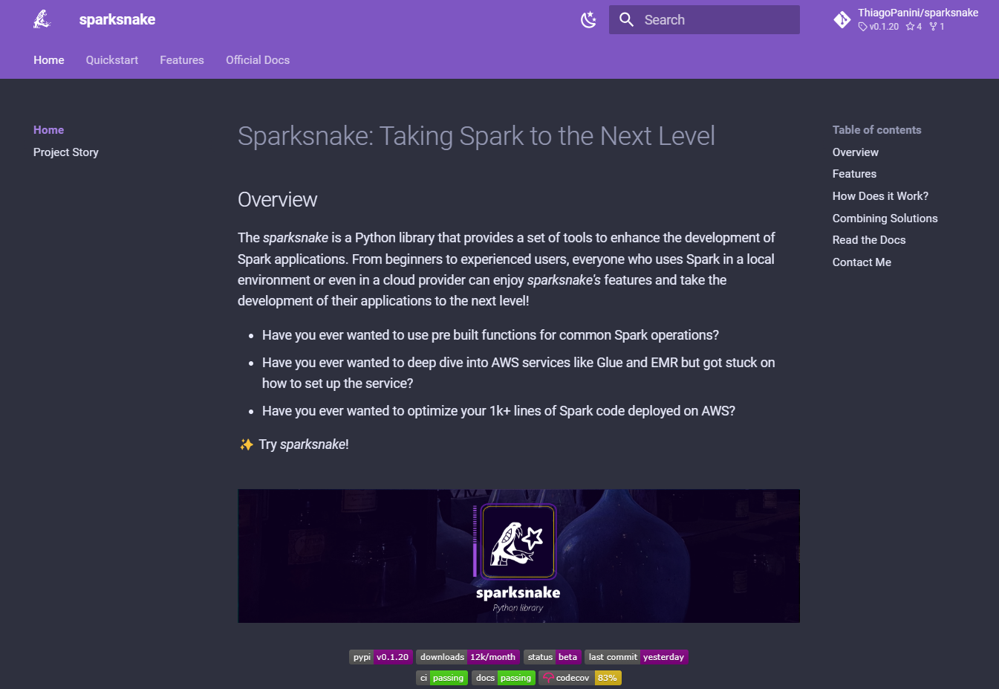 sparksnake
Search
ThiagoPanini/sparksnake
v0.1.20 4 1
Home Quickstart Features Official Docs
Home
Project Story
Sparksnake: Taking Spark to the Next Level
Overview
The sparksnake is a Python library that provides a set of tools to enhance the development of
Spark applications. From beginners to experienced users, everyone who uses Spark in a local
environment or even in a cloud provider can enjoy sparksnake's features and take the
development of their applications to the next level!
Have you ever wanted to use pre built functions for common Spark operations?
Have you ever wanted to deep dive into AWS services like Glue and EMR but got stuck on
how to set up the service?
Have you ever wanted to optimize your 1k+ lines of Spark code deployed on AWS?
✨ Try sparksnake!
sparksnake
Python library
pypi v0.1.20 downloads 12k/month status beta last commit yesterday
ci passing docs passing codecov 83%
Table of contents
Overview
Features
How Does it Work?
Combining Solutions
Read the Docs
Contact Me